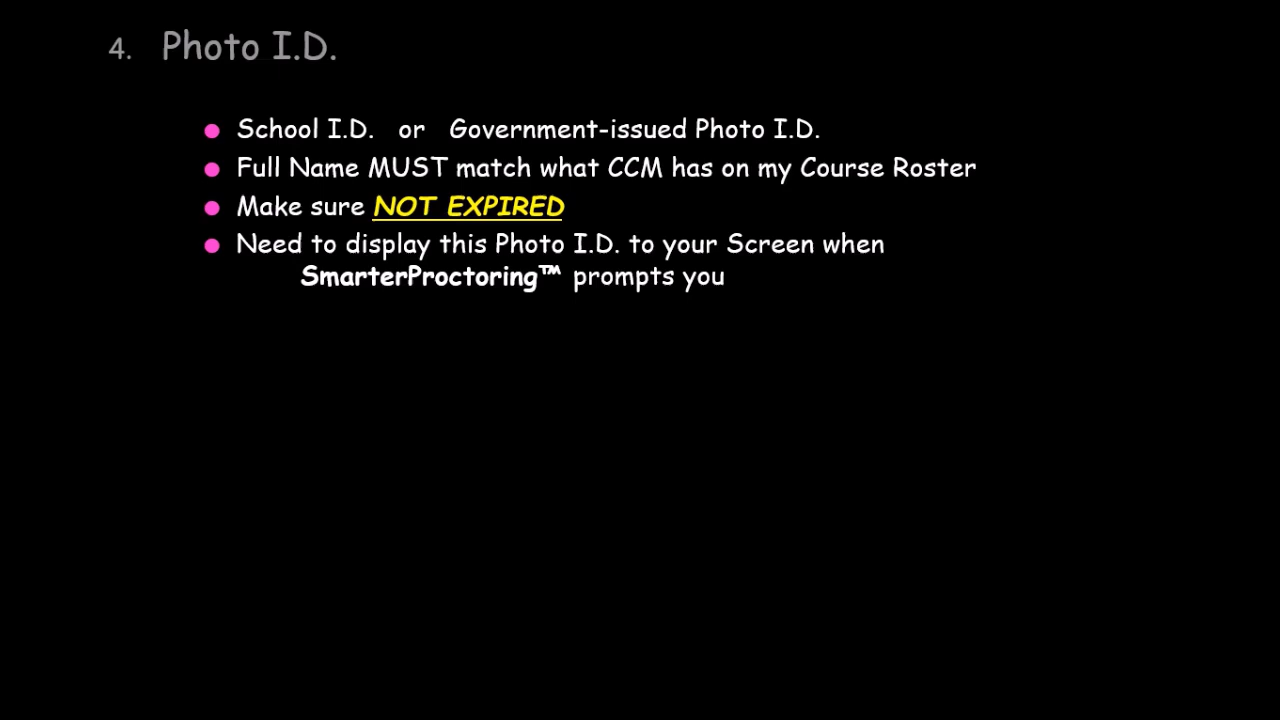 4. Photo I.D.
● School I.D. or Government-issued Photo I.D.
● Full Name MUST match what CCM has on my Course Roster
● Make sure NOT EXPIRED
● Need to display this Photo I.D. to your Screen when
SmarterProctoring™ prompts you